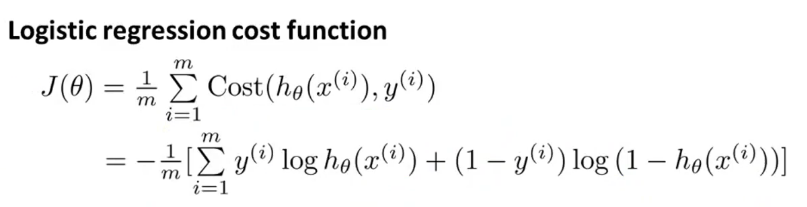 Logistic regression cost function
J(θ) = 1/m ∑_{i=1}^{m} Cost(h_θ(x^{(i)}), y^{(i)})
= −1/m [∑_{i=1}^{m} y^{(i)} log h_θ(x^{(i)}) + (1 − y^{(i)}) log (1 − h_θ(x^{(i)}))]